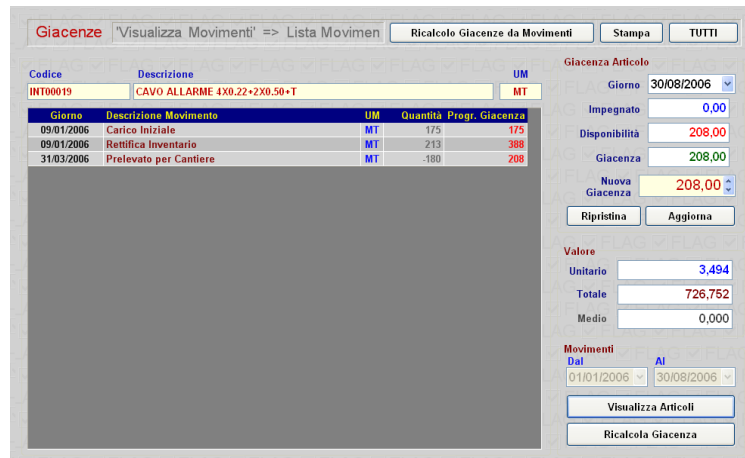 Giacenze 'Visualizza Movimenti' => Lista Movimen Ricalcolo Giacenze da Movimenti Stampa TUTTI
Codice Descrizione UM
INT00019 CAVO ALLARME 4X0.22+2X0.50+T MT
Giorno Descrizione Movimento UM Quantità Progr. Giacenza
09/01/2006 Carico Iniziale MT 175 175
09/01/2006 Rettifica Inventario MT 213 388
31/03/2006 Prelevato per Cantiere MT -180 208
Giacenza Articolo
Giorno 30/08/2006
Impegnato 0,00
Disponibilità 208,00
Giacenza 208,00
Nuova
Giacenza 208,00
Ripristina Aggiorna
Valore
Unitario 3,494
Totale 726,752
Medio 0,000
Movimenti
Dal Al
01/01/2006 30/08/2006
Visualizza Articoli
Ricalcola Giacenza